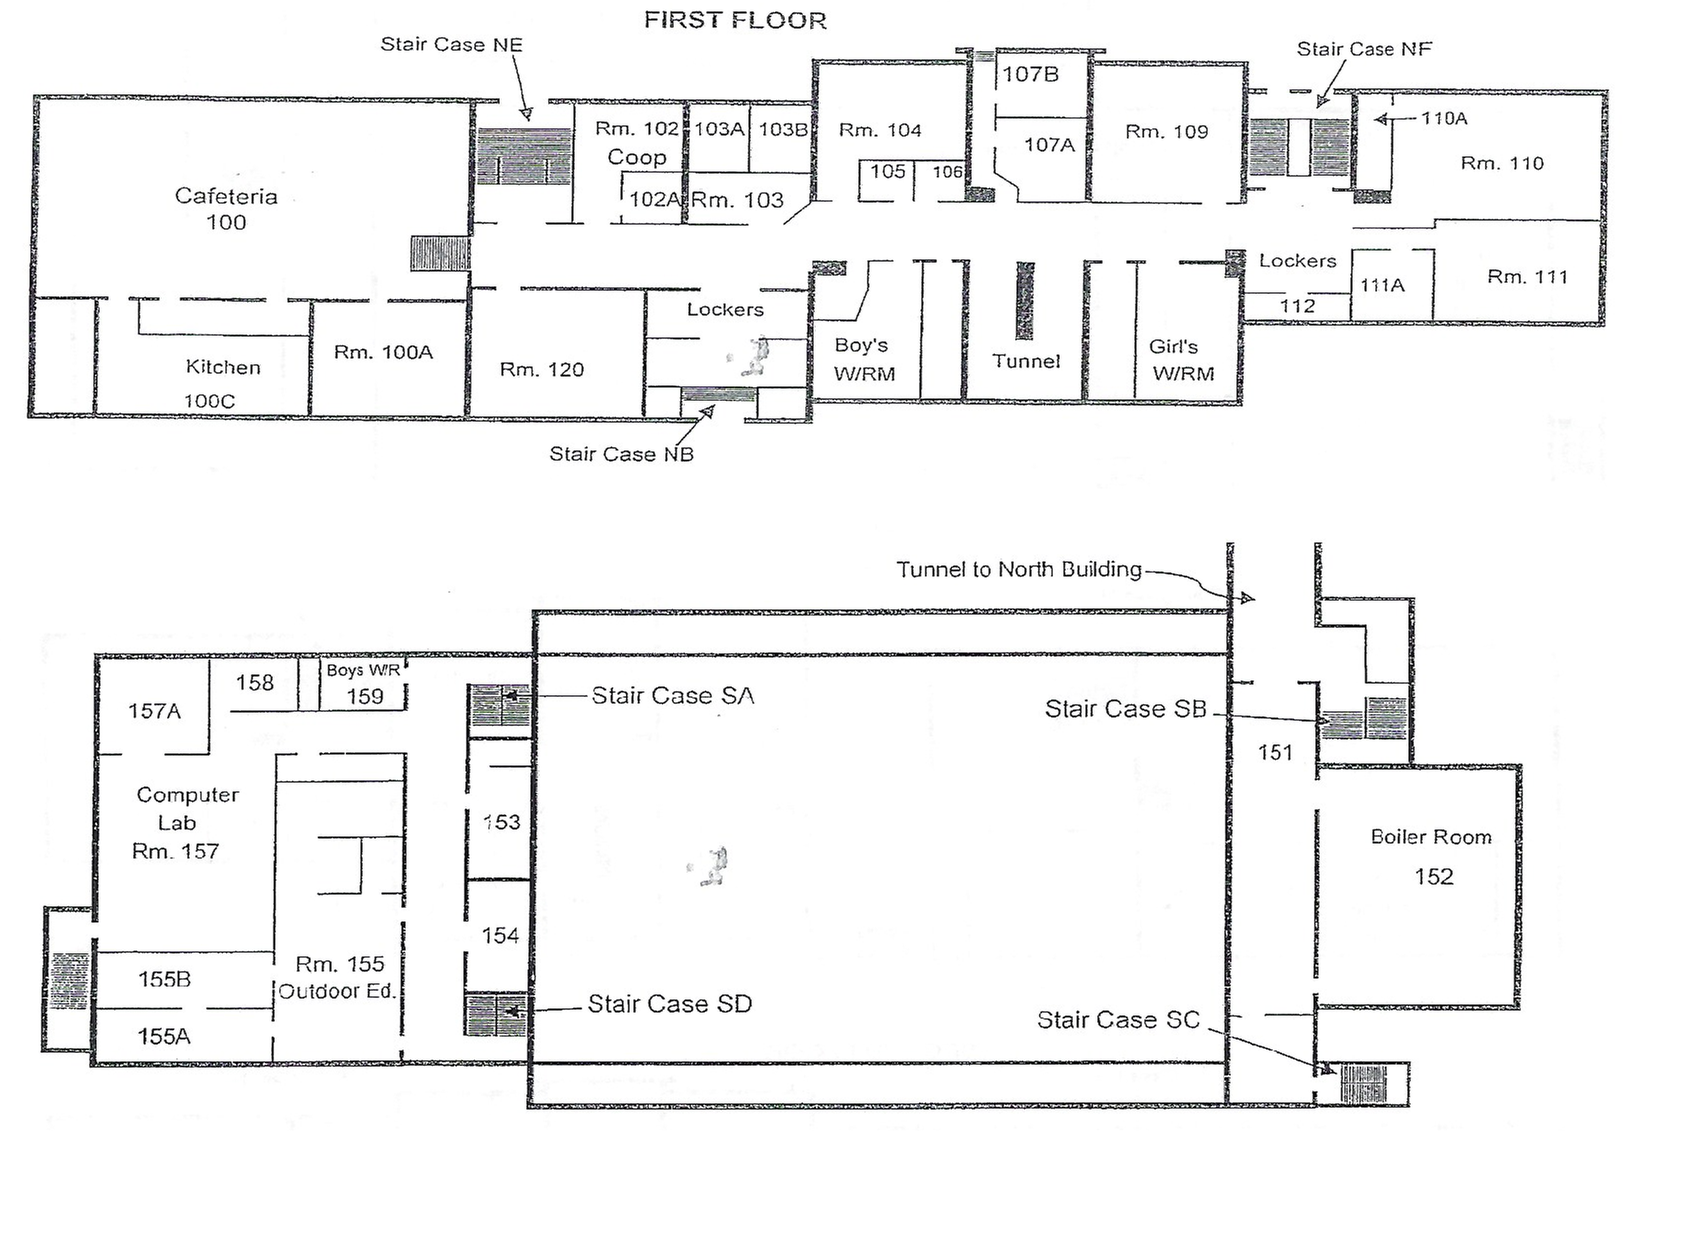 FIRST FLOOR
Stair Case NE
Stair Case NF
Cafeteria
100
Rm. 102
Coop
102A
103A
103B
Rm. 103
Rm. 104
105
106
107B
107A
Rm. 109
110A
Rm. 110
Kitchen
100C
Rm. 100A
Rm. 120
Lockers
Boy's
W/RM
Tunnel
Girl's
W/RM
Lockers
112
111A
Rm. 111
Stair Case NB
Tunnel to North Building
157A
158
Boys W/R
159
Stair Case SA
Stair Case SB
151
Computer
Lab
Rm. 157
153
Boiler Room
152
154
155B
155A
Rm. 155
Outdoor Ed.
Stair Case SD
Stair Case SC